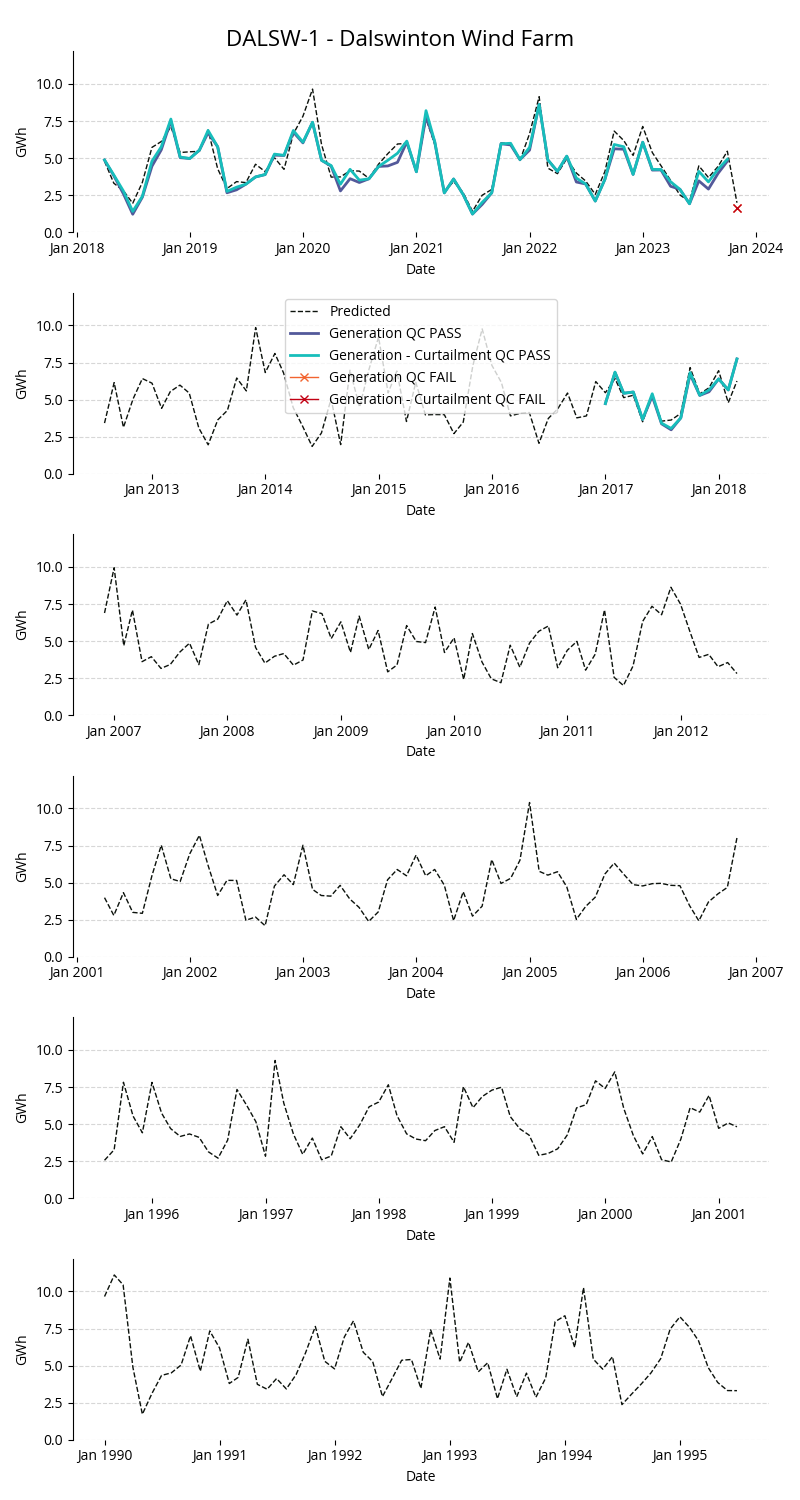 DALSW-1 - Dalswinton Wind Farm
10.0
7.5
5.0
2.5
0.0
GWh
Jan 2018 Jan 2019 Jan 2020 Jan 2021 Jan 2022 Jan 2023 Jan 2024
Date
10.0
7.5
5.0
2.5
0.0
GWh
Predicted
Generation QC PASS
Generation - Curtailment QC PASS
Generation QC FAIL
Generation - Curtailment QC FAIL
Jan 2013 Jan 2014 Jan 2015 Jan 2016 Jan 2017 Jan 2018
Date
10.0
7.5
5.0
2.5
0.0
GWh
Jan 2007 Jan 2008 Jan 2009 Jan 2010 Jan 2011 Jan 2012
Date
10.0
7.5
5.0
2.5
0.0
GWh
Jan 2001 Jan 2002 Jan 2003 Jan 2004 Jan 2005 Jan 2006 Jan 2007
Date
10.0
7.5
5.0
2.5
0.0
GWh
Jan 1996 Jan 1997 Jan 1998 Jan 1999 Jan 2000 Jan 2001
Date
10.0
7.5
5.0
2.5
0.0
GWh
Jan 1990 Jan 1991 Jan 1992 Jan 1993 Jan 1994 Jan 1995
Date